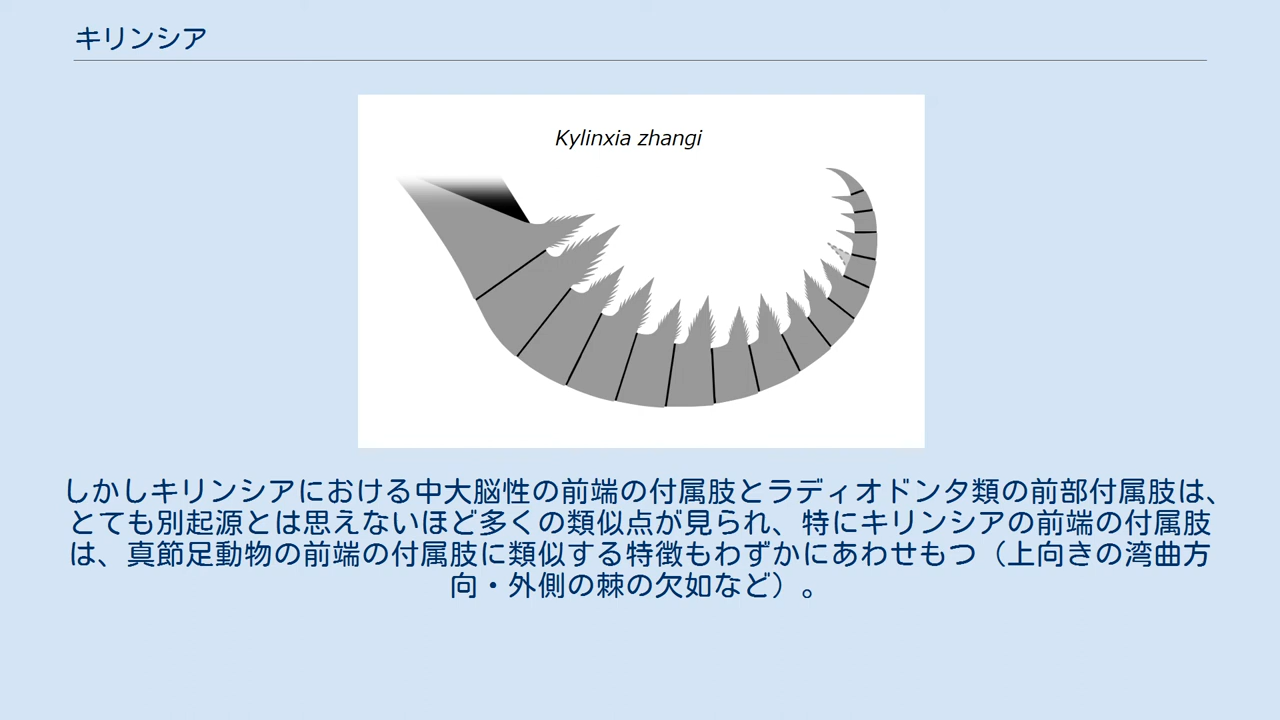 キリンシア
Kylinxia zhangi
しかしキリンシアにおける中大脳性の前端の付属肢とラディオドンタ類の前部付属肢は、
とても別起源とは思えないほど多くの類似点が見られ、特にキリンシアの前端の付属肢
は、真節足動物の前端の付属肢に類似する特徴もわずかにあわせもつ（上向きの湾曲方
向・外側の棘の欠如など）。